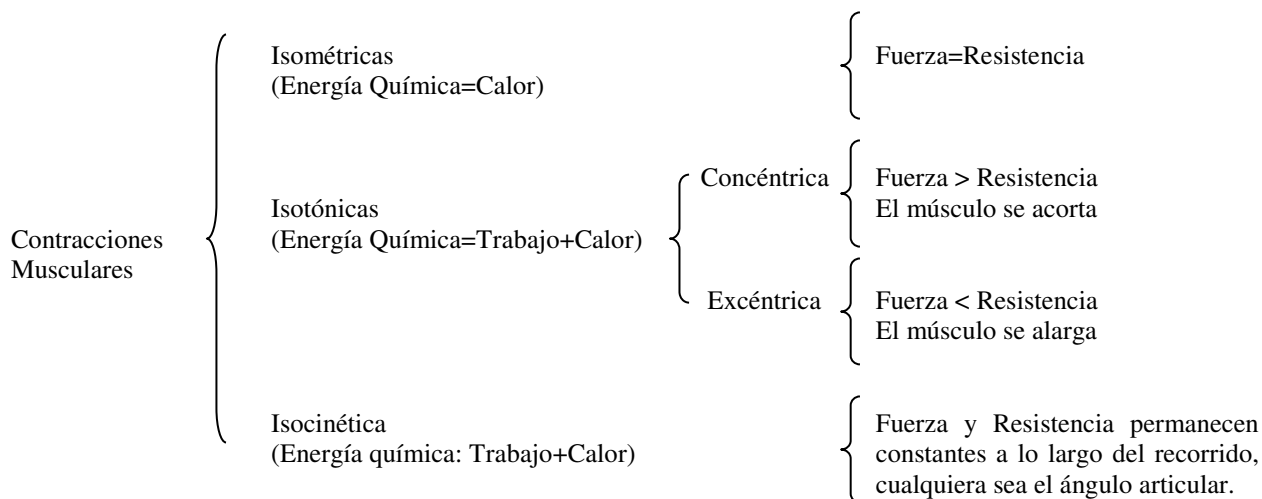 Contracciones
Musculares
Isométricas
(Energía Química=Calor)
Fuerza=Resistencia
Isotónicas
(Energía Química=Trabajo+Calor)
Concéntrica
Fuerza > Resistencia
El músculo se acorta
Excéntrica
Fuerza < Resistencia
El músculo se alarga
Isocinética
(Energía química: Trabajo+Calor)
Fuerza y Resistencia permanecen
constantes a lo largo del recorrido,
cualquiera sea el ángulo articular.